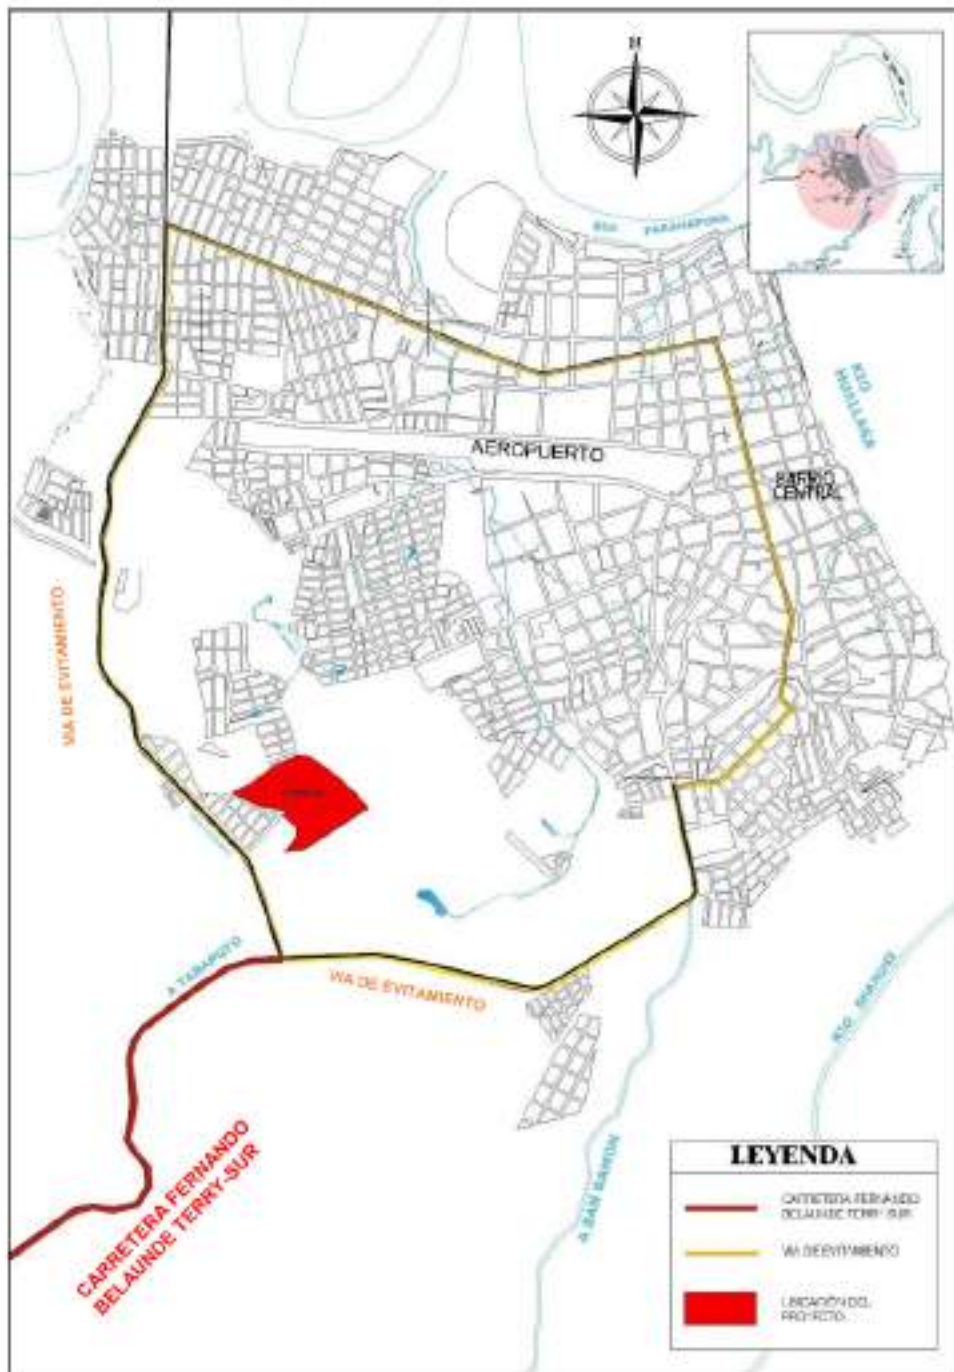 N
RIO PARANAPURA
RIO
HUALLAGA
AEROPUERTO
BARRIO
CENTRAL
VIA DE EVITAMIENTO
A TARAPOTO
VIA DE EVITAMIENTO
RIO SHANUSI
CARRETERA FERNANDO
BELAUNDE TERRY-SUR
A SAN RAMON
LEYENDA
CARRETERA FERNANDO
BELAUNDE TERRY-SUR
VIA DE EVITAMIENTO
UBICACIÓN DEL
PROYECTO